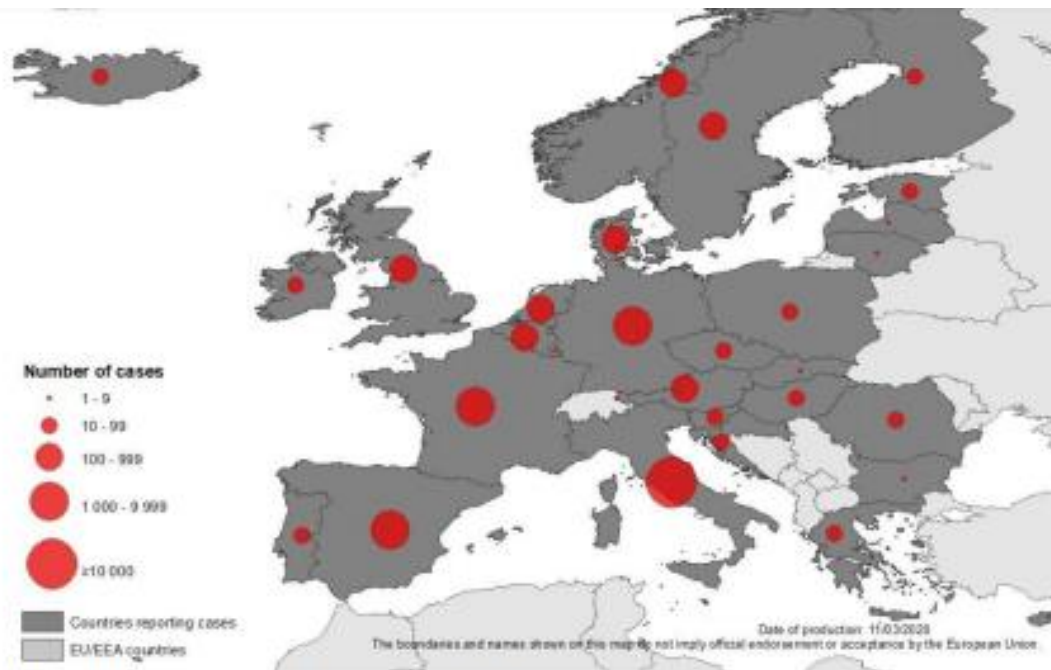 Number of cases
1 - 9
10 - 99
100 - 999
1 000 - 9 999
≥10 000
Countries reporting cases
EU/EEA countries
Date of production: 11/03/2020
The boundaries and names shown on this map do not imply official endorsement or acceptance by the European Union.